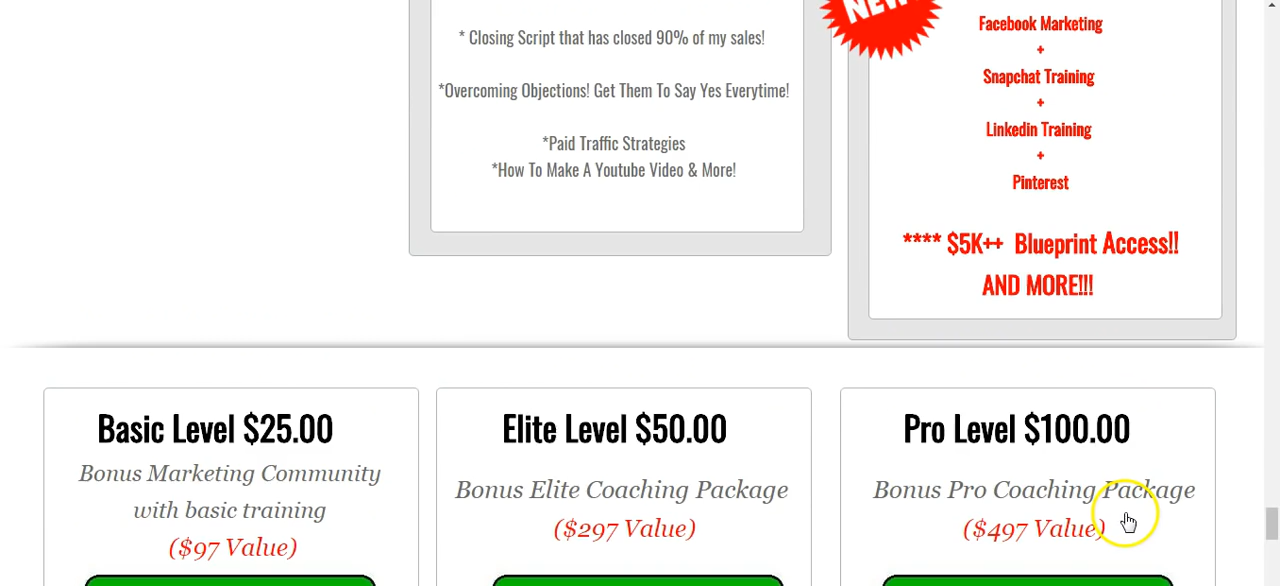 * Closing Script that has closed 90% of my sales!
*Overcoming Objections! Get Them To Say Yes Everytime!
*Paid Traffic Strategies
*How To Make A Youtube Video & More!
NEW!
Facebook Marketing
+
Snapchat Training
+
Linkedin Training
+
Pinterest
**** $5K++ Blueprint Access!!
AND MORE!!!
Basic Level $25.00
Bonus Marketing Community
with basic training
($97 Value)
Elite Level $50.00
Bonus Elite Coaching Package
($297 Value)
Pro Level $100.00
Bonus Pro Coaching Package
($497 Value)